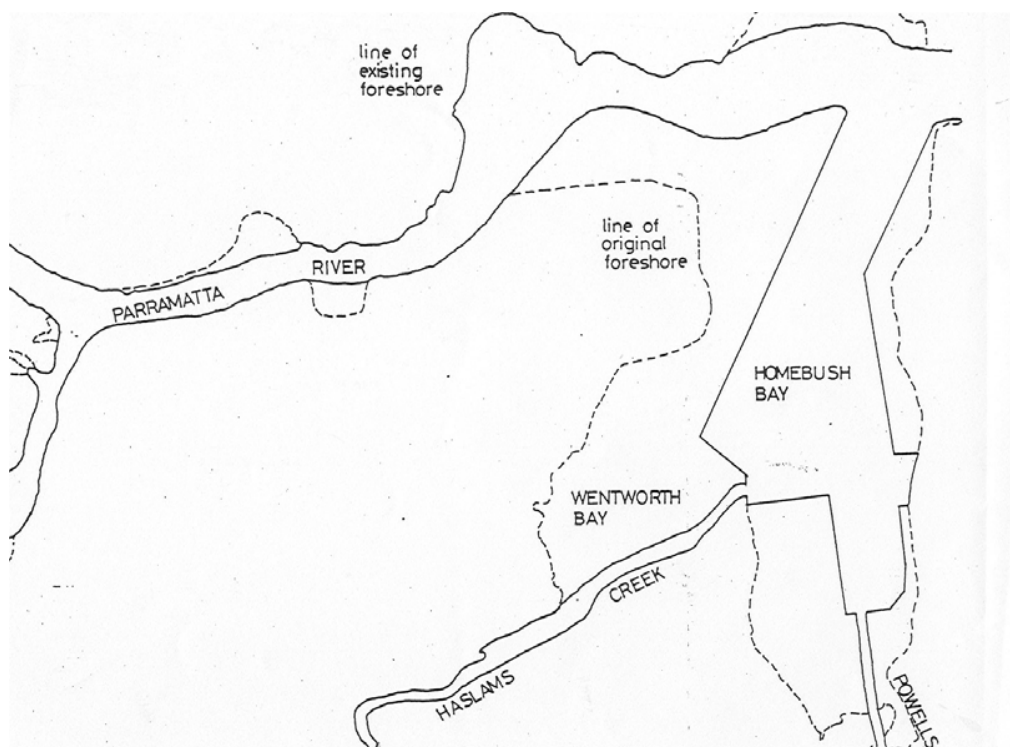 line of
existing
foreshore
line of
original
foreshore
RIVER
PARRAMATTA
HOMEBUSH
BAY
WENTWORTH
BAY
CREEK
HASLAMS
POWELLS